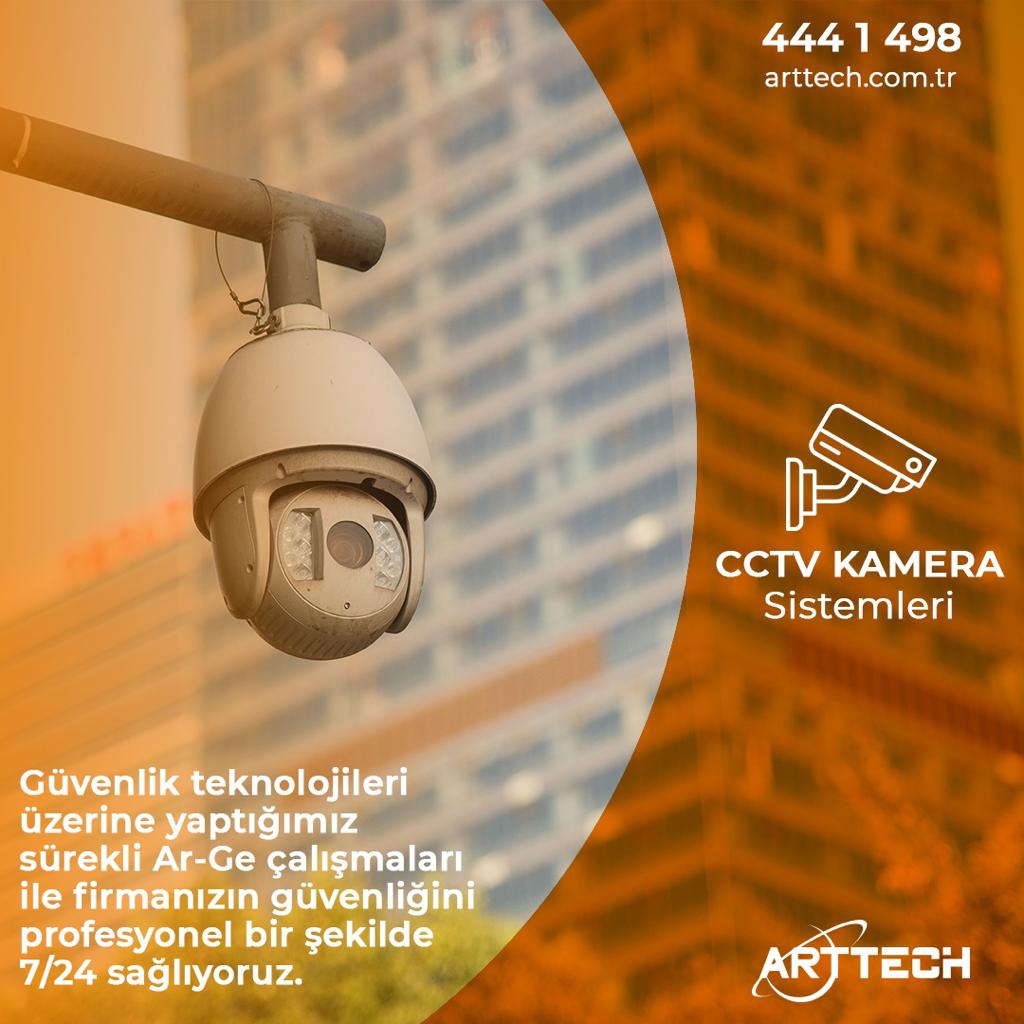 444 1 498
arttech.com.tr
CCTV KAMERA
Sistemleri
Güvenlik teknolojileri
üzerine yaptığımız
sürekli Ar-Ge çalışmaları
ile firmanızın güvenliğini
profesyonel bir şekilde
7/24 sağlıyoruz.
ARTTECH